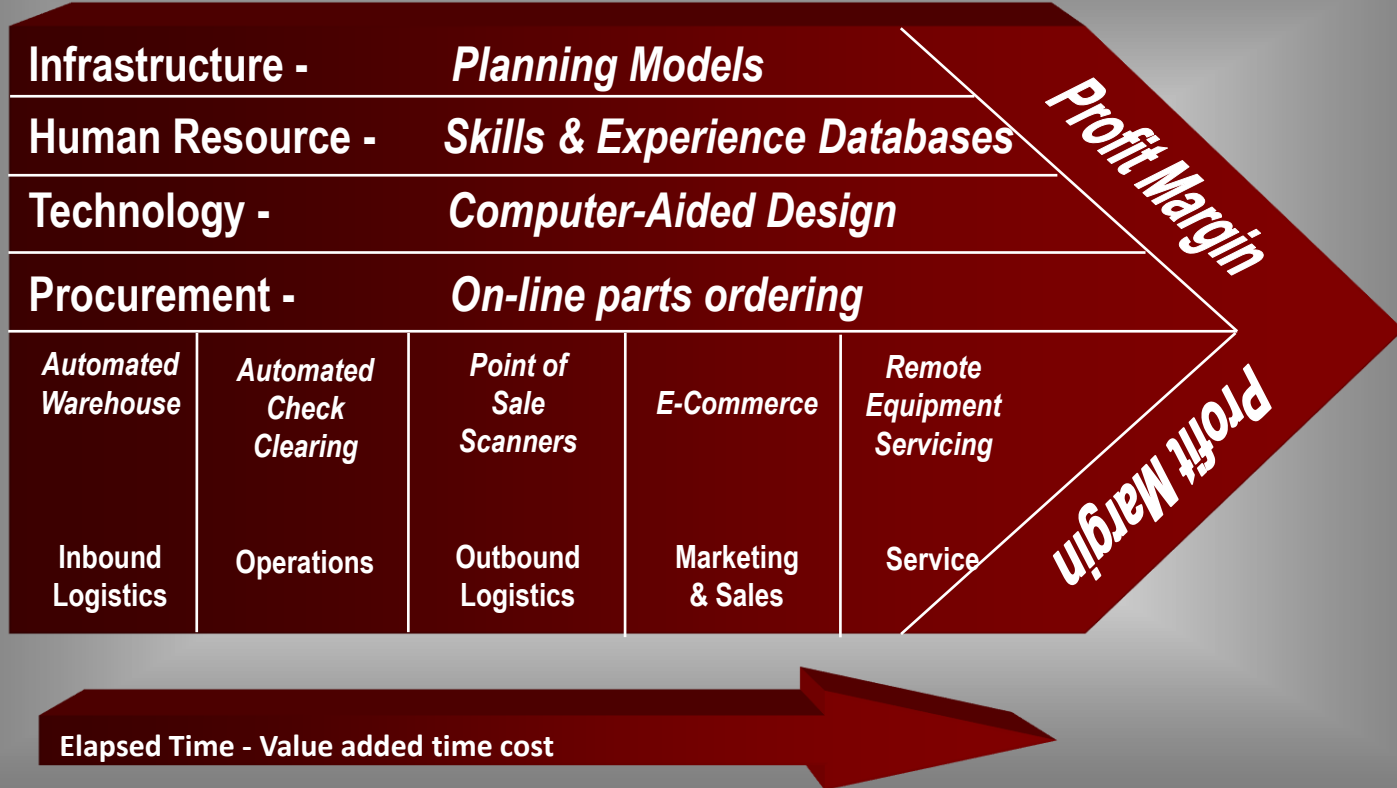 Infrastructure - Planning Models
Human Resource - Skills & Experience Databases
Technology - Computer-Aided Design
Procurement - On-line parts ordering
Profit Margin
Automated
Warehouse
Automated
Check
Clearing
Point of
Sale
Scanners
E-Commerce
Remote
Equipment
Servicing
Profit Margin
Inbound
Logistics
Operations
Outbound
Logistics
Marketing
& Sales
Service
Elapsed Time - Value added time cost